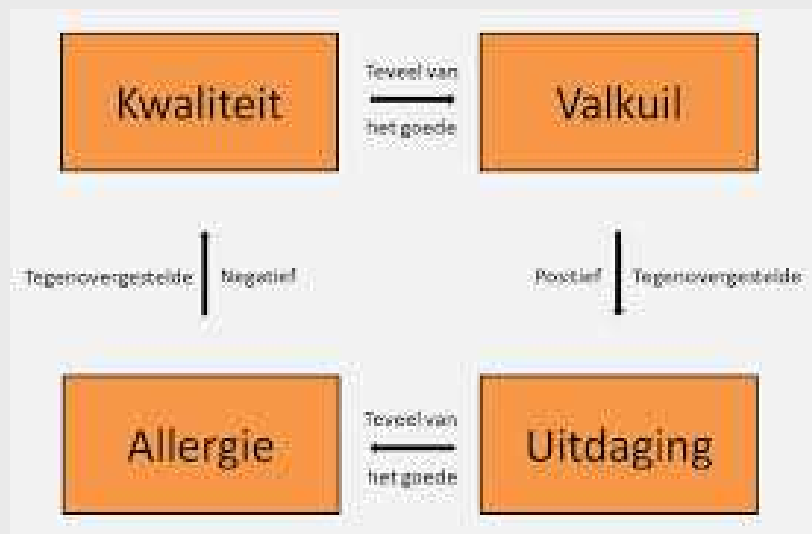 Kwaliteit
Teveel van
het goede
Valkuil
Tegenovergestelde
Negatief
Positief
Tegenovergestelde
Allergie
Teveel van
het goede
Uitdaging